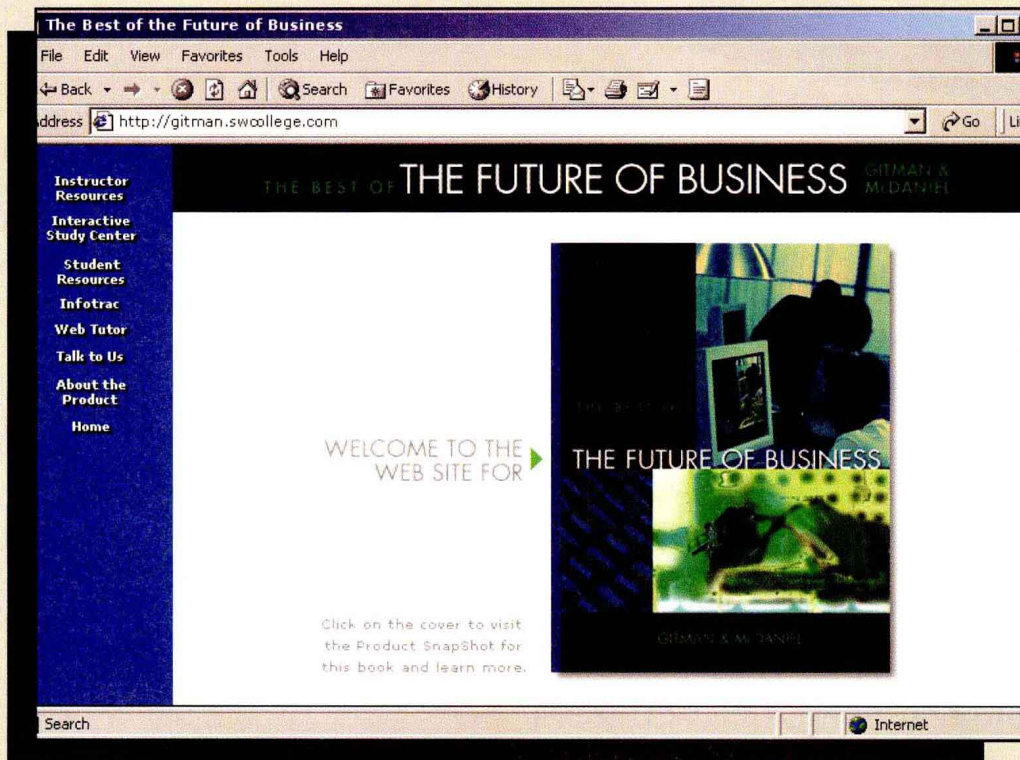 The Best of the Future of Business
File Edit View Favorites Tools Help
Back Search Favorites History
ddress http://gitman.swcollege.com Go Li
THE BEST OF THE FUTURE OF BUSINESS GITMAN &
McDANIEL
Instructor
Resources
Interactive
Study Center
Student
Resources
Infotrac
Web Tutor
Talk to Us
About the
Product
Home
WELCOME TO THE
WEB SITE FOR
THE BEST OF
THE FUTURE OF BUSINESS
GITMAN & McDANIEL
Click on the cover to visit
the Product SnapShot for
this book and learn more.
Search Internet